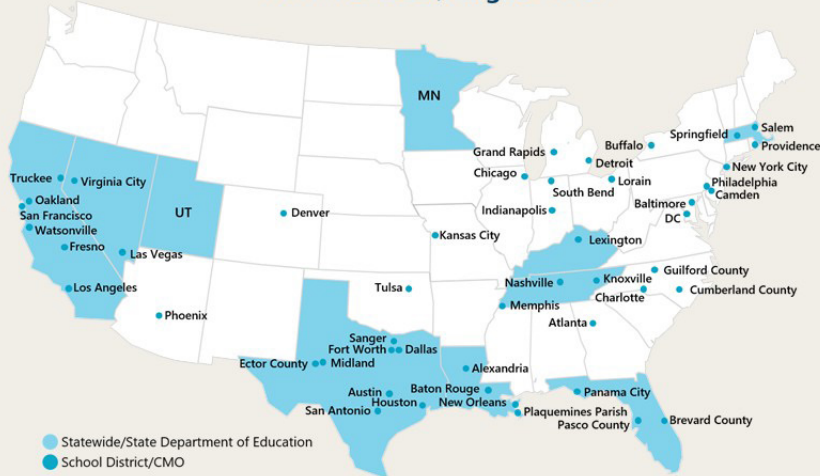 MN
Grand Rapids
Buffalo
Springfield
Salem
Providence
Detroit
New York City
Truckee
Virginia City
Chicago
South Bend
Lorain
Philadelphia
Camden
Oakland
San Francisco
Watsonville
UT
Denver
Indianapolis
Baltimore
DC
Kansas City
Lexington
Fresno
Las Vegas
Guilford County
Los Angeles
Tulsa
Nashville
Knoxville
Charlotte
Cumberland County
Phoenix
Memphis
Atlanta
Sanger
Fort Worth
Dallas
Ector County
Midland
Alexandria
Austin
Houston
San Antonio
Baton Rouge
New Orleans
Plaquemines Parish
Panama City
Pasco County
Brevard County
Statewide/State Department of Education
School District/CMO